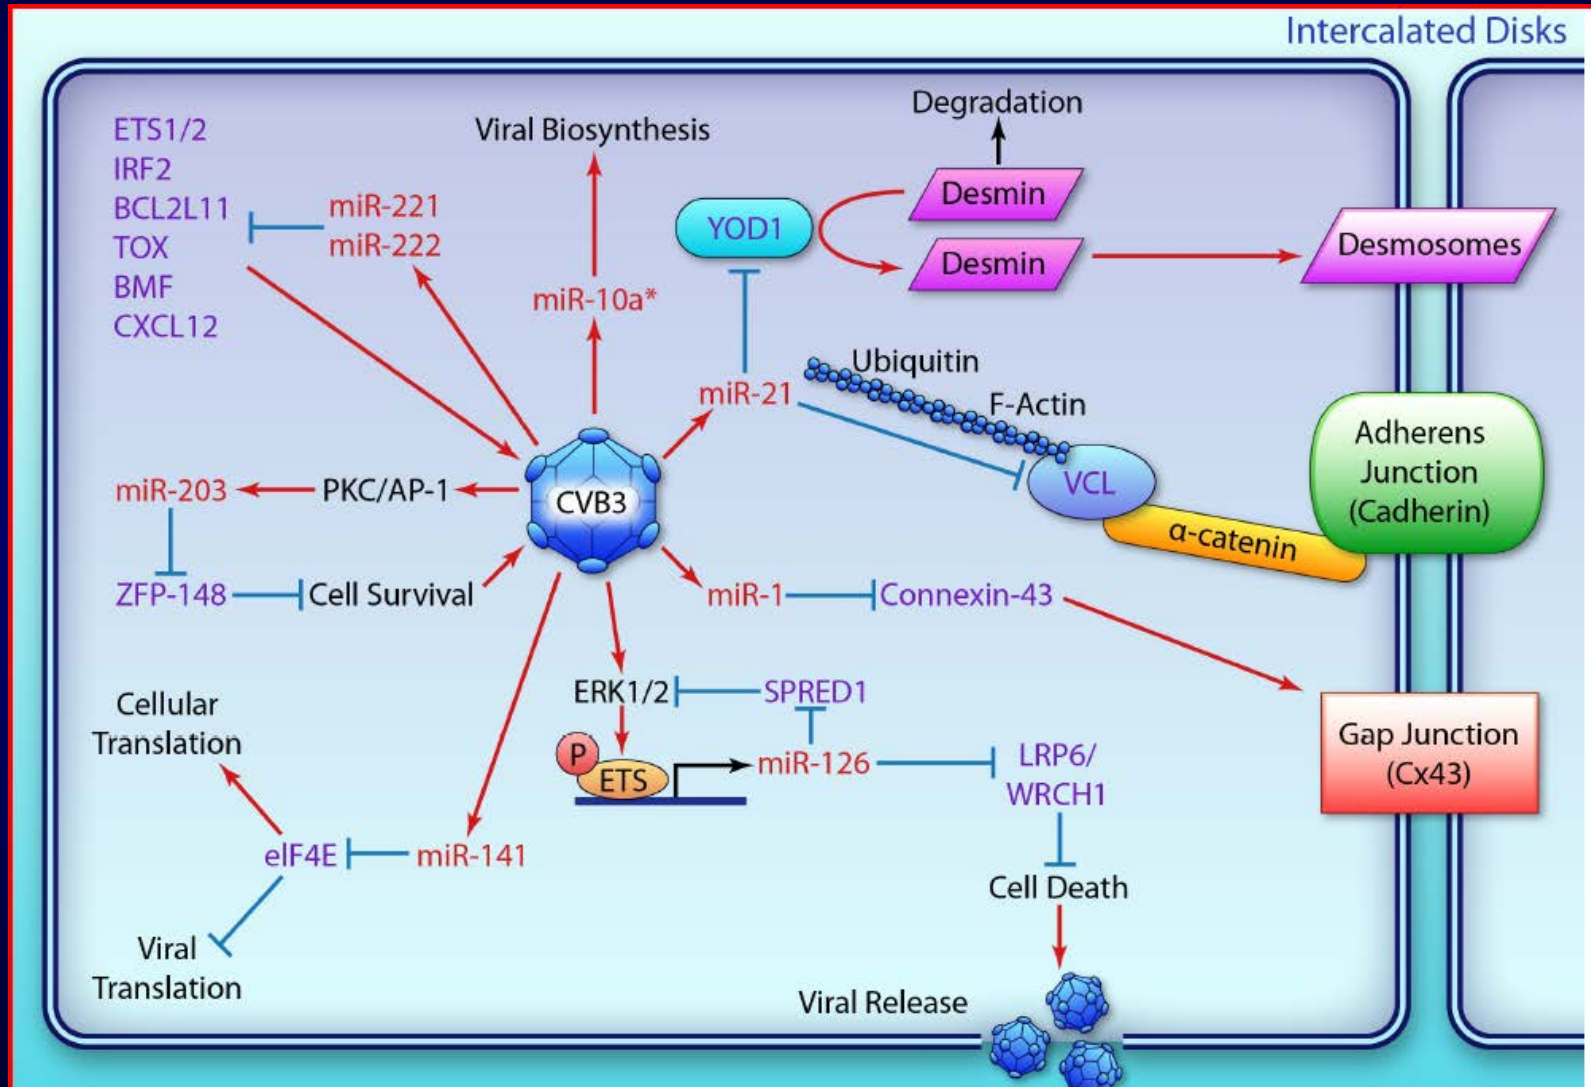 Intercalated Disks
ETS1/2
IRF2
BCL2L11
TOX
BMF
CXCL12
miR-221
miR-222
Viral Biosynthesis
miR-10a*
Degradation
Desmin
YOD1
Desmin
Desmosomes
miR-21
Ubiquitin
F-Actin
VCL
α-catenin
Adherens
Junction
(Cadherin)
miR-203
PKC/AP-1
CVB3
ZFP-148
Cell Survival
miR-1
Connexin-43
ERK1/2
SPRED1
P
ETS
miR-126
LRP6/
WRCH1
Gap Junction
(Cx43)
Cellular
Translation
eIF4E
miR-141
Cell Death
Viral
Translation
Viral Release